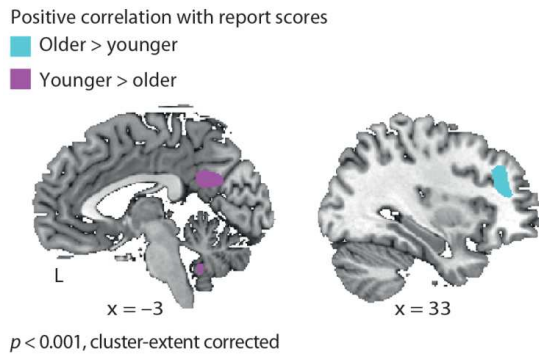 Positive correlation with report scores
Older > younger
Younger > older
L
x = –3
x = 33
p < 0.001, cluster-extent corrected